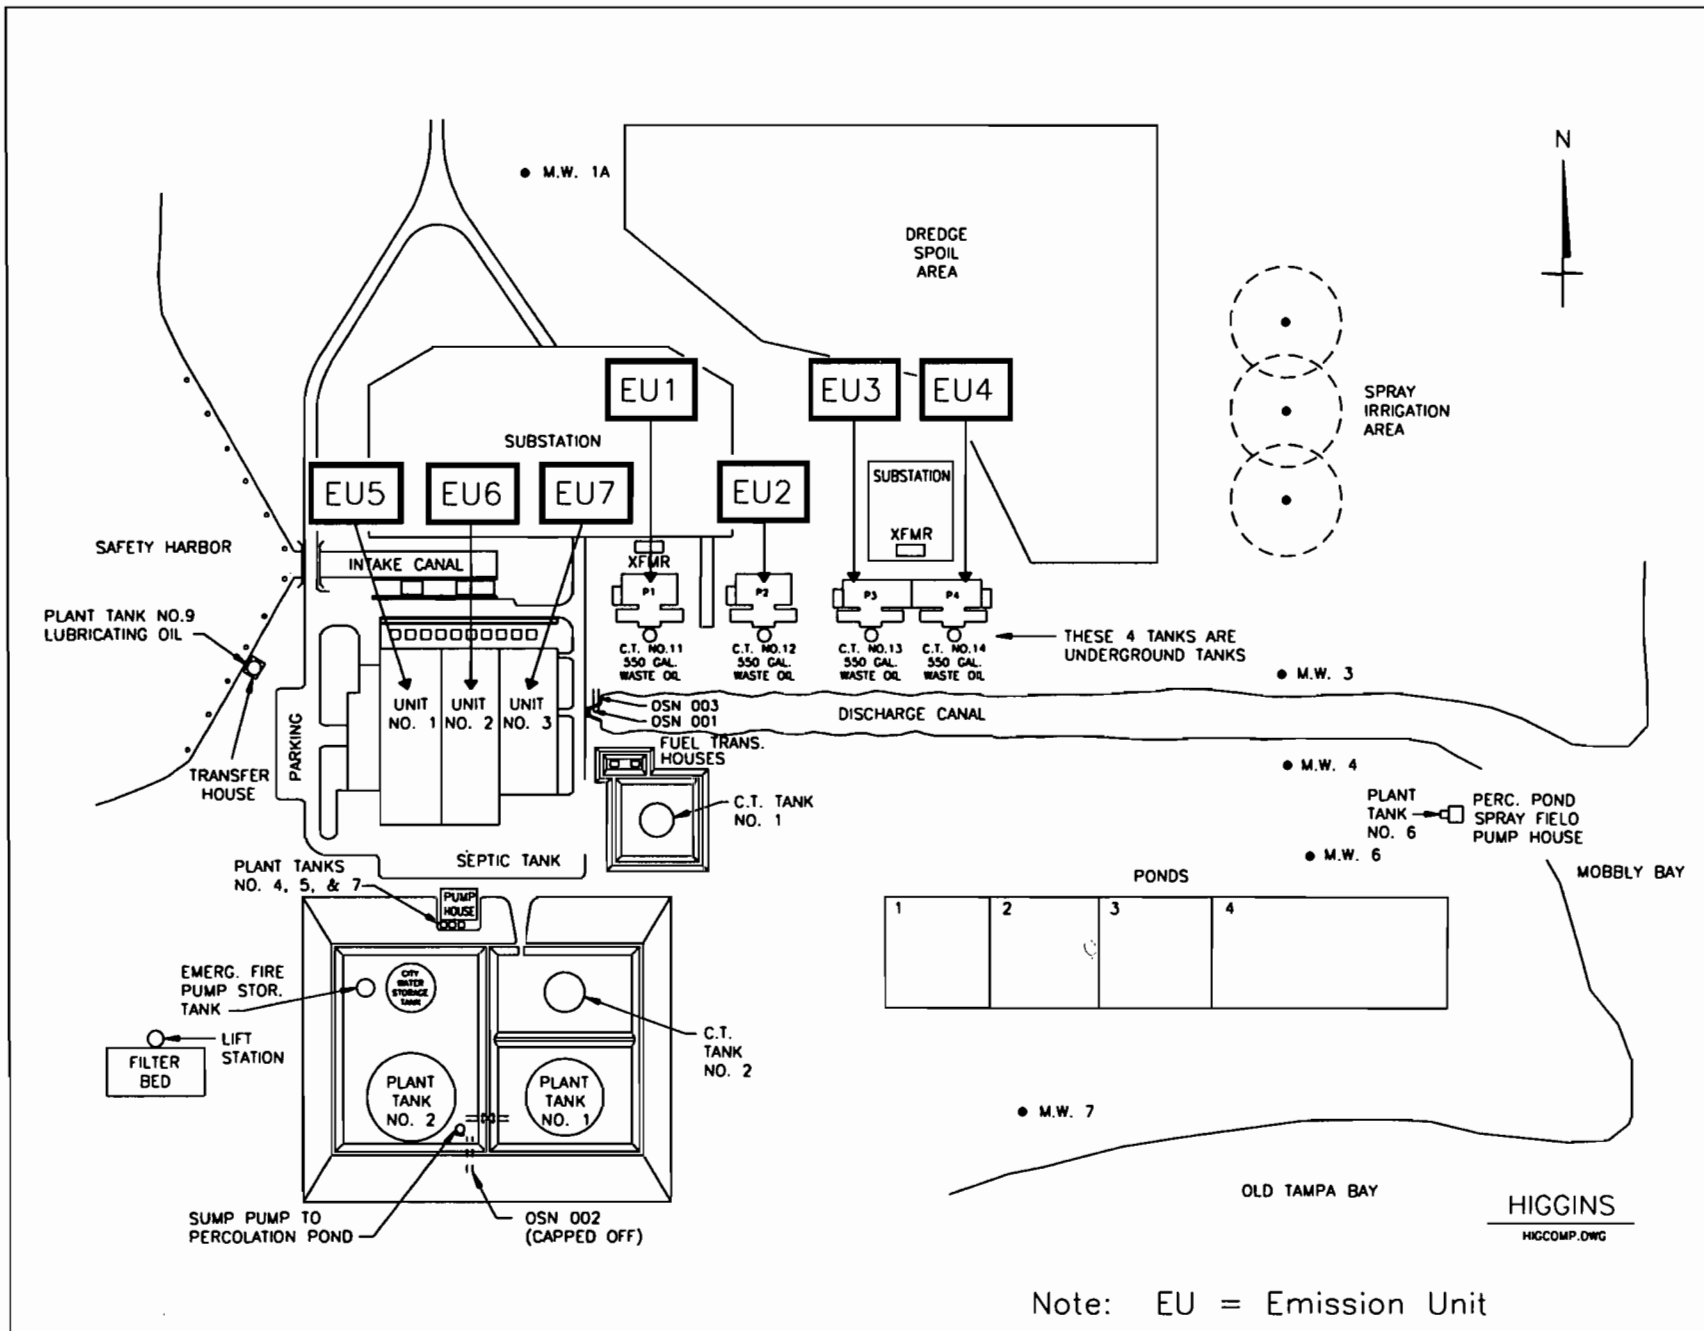 M.W. 1A
N
DREDGE
SPOIL
AREA
EU1
EU3
EU4
SPRAY
IRRIGATION
AREA
SUBSTATION
EU5
EU6
EU7
EU2
SUBSTATION
XFMR
SAFETY HARBOR
INTAKE CANAL
XFMR
P1
P2
P3
P4
PLANT TANK NO.9
LUBRICATING OIL
C.T. NO.11
550 GAL.
WASTE OIL
C.T. NO.12
550 GAL.
WASTE OIL
C.T. NO.13
550 GAL.
WASTE OIL
C.T. NO.14
550 GAL.
WASTE OIL
THESE 4 TANKS ARE
UNDERGROUND TANKS
M.W. 3
UNIT
NO. 1
UNIT
NO. 2
UNIT
NO. 3
OSN 003
OSN 001
DISCHARGE CANAL
FUEL TRANS.
HOUSES
PARKING
TRANSFER
HOUSE
M.W. 4
C.T. TANK
NO. 1
PLANT
TANK
NO. 6
PERC. POND
SPRAY FIELD
PUMP HOUSE
M.W. 6
MOBBLY BAY
SEPTIC TANK
PLANT TANKS
NO. 4, 5, & 7
PUMP
HOUSE
PONDS
1
2
3
4
EMERG. FIRE
PUMP STOR.
TANK
CITY
WATER
STORAGE
TANK
LIFT
STATION
FILTER
BED
C.T.
TANK
NO. 2
PLANT
TANK
NO. 2
PLANT
TANK
NO. 1
M.W. 7
SUMP PUMP TO
PERCOLATION POND
OSN 002
(CAPPED OFF)
OLD TAMPA BAY
HIGGINS
HIGCOMP.DWG
Note: EU = Emission Unit